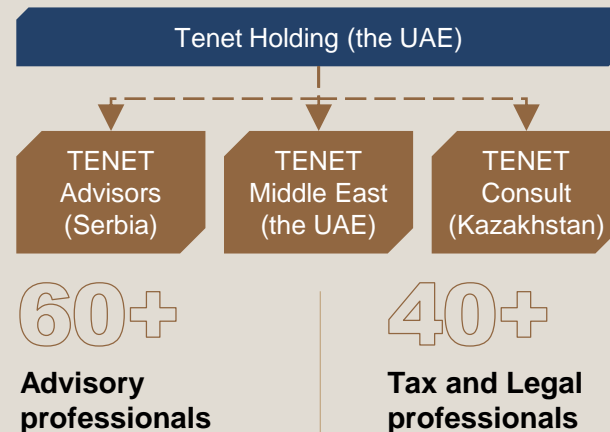 Tenet Holding (the UAE)
TENET
Advisors
(Serbia)
TENET
Middle East
(the UAE)
TENET
Consult
(Kazakhstan)
60+
Advisory
professionals
40+
Tax and Legal
professionals